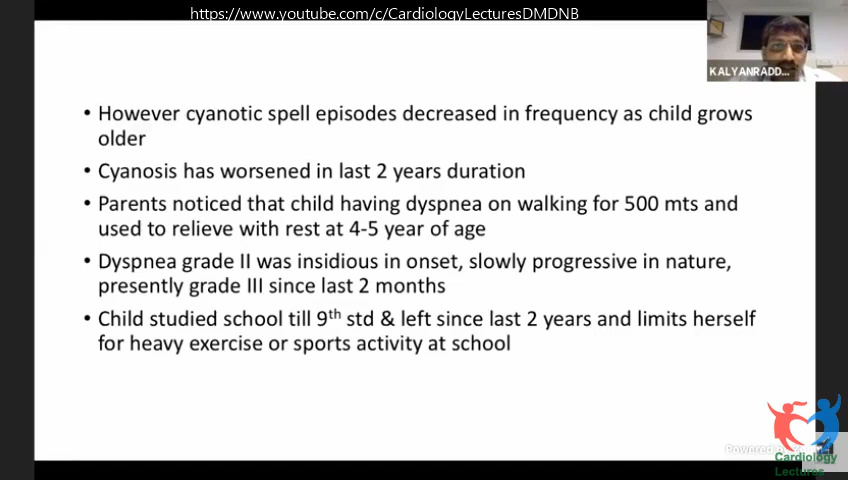 https://www.youtube.com/c/CardiologyLecturesDMDNB
KALYANRADD...
• However cyanotic spell episodes decreased in frequency as child grows
older
• Cyanosis has worsened in last 2 years duration
• Parents noticed that child having dyspnea on walking for 500 mts and
used to relieve with rest at 4-5 year of age
• Dyspnea grade II was insidious in onset, slowly progressive in nature,
presently grade III since last 2 months
• Child studied school till 9th std & left since last 2 years and limits herself
for heavy exercise or sports activity at school
Powered
Cardiology
Lectures